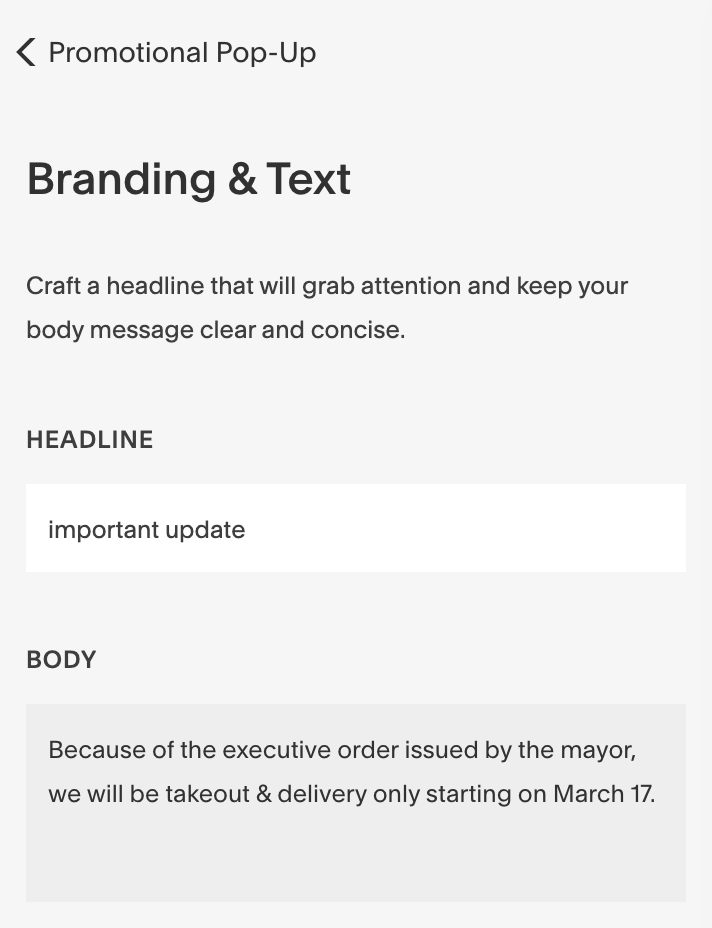 Promotional Pop-Up
Branding & Text
Craft a headline that will grab attention and keep your
body message clear and concise.
HEADLINE
important update
BODY
Because of the executive order issued by the mayor,
we will be takeout & delivery only starting on March 17.